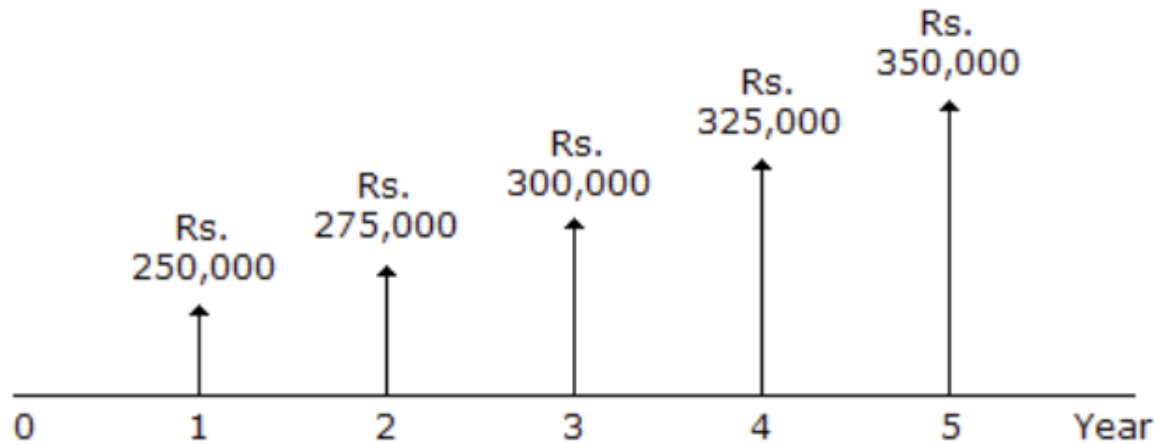 Rs.
350,000
Rs.
325,000
Rs.
300,000
Rs.
275,000
Rs.
250,000
0 1 2 3 4 5 Year